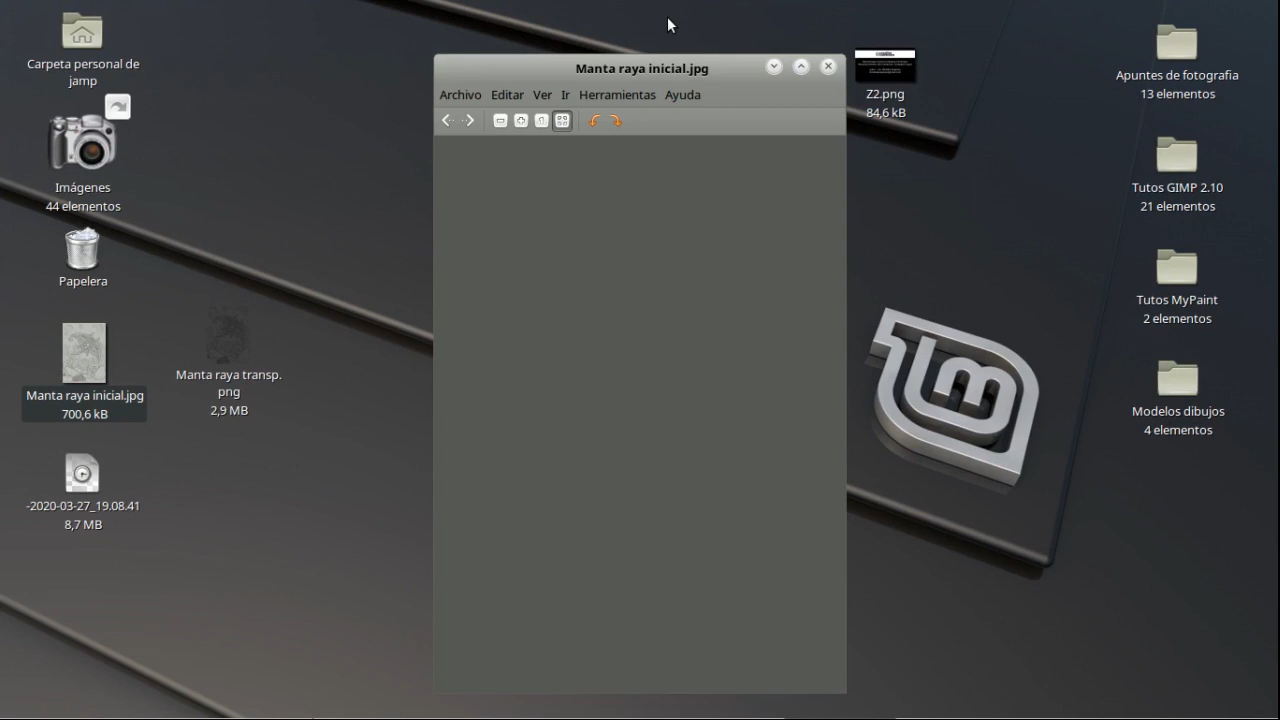 Carpeta personal de
jamp
Imágenes
44 elementos
Papelera
Manta raya inicial.jpg
700,6 kB
Manta raya transp.
png
2,9 MB
-2020-03-27_19.08.41
8,7 MB
Manta raya inicial.jpg
Archivo Editar Ver Ir Herramientas Ayuda
Z2.png
84,6 kB
Apuntes de fotografia
13 elementos
Tutos GIMP 2.10
21 elementos
Tutos MyPaint
2 elementos
Modelos dibujos
4 elementos